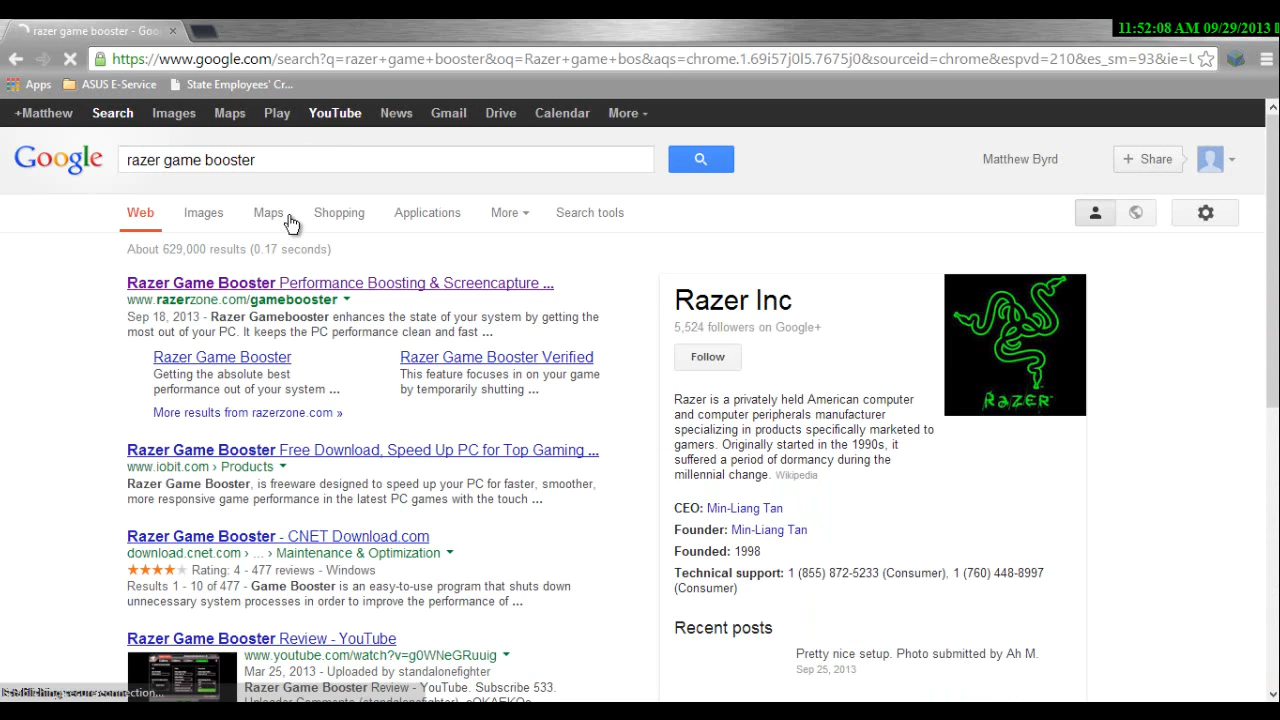 11:52:08 AM 09/29/2013
razer game booster - Goo
https://www.google.com/search?q=razer+game+booster&oq=Razer+game+bos&aqs=chrome.1.69i57j0l5.7675j0&sourceid=chrome&espvd=210&es_sm=93&ie=U
Apps ASUS E-Service State Employees' Cr...
+Matthew Search Images Maps Play YouTube News Gmail Drive Calendar More
Google razer game booster Matthew Byrd + Share
Web Images Maps Shopping Applications More Search tools
About 629,000 results (0.17 seconds)
Razer Game Booster Performance Boosting & Screencapture ...
www.razerzone.com/gamebooster
Sep 18, 2013 - Razer Gamebooster enhances the state of your system by getting the
most out of your PC. It keeps the PC performance clean and fast ...
Razer Game Booster
Getting the absolute best
performance out of your system ...
Razer Game Booster Verified
This feature focuses in on your game
by temporarily shutting ...
More results from razerzone.com »
Razer Game Booster Free Download, Speed Up PC for Top Gaming ...
www.iobit.com › Products
Razer Game Booster, is freeware designed to speed up your PC for faster, smoother,
more responsive game performance in the latest PC games with the touch ...
Razer Game Booster - CNET Download.com
download.cnet.com › ... › Maintenance & Optimization
Rating: 4 - 477 reviews - Windows
Results 1 - 10 of 477 - Game Booster is an easy-to-use program that shuts down
unnecessary system processes in order to improve the performance of ...
Razer Game Booster Review - YouTube
www.youtube.com/watch?v=g0WNeGRuuig
Mar 25, 2013 - Uploaded by standalonefighter
Razer Game Booster Review - YouTube. Subscribe 533.
Razer Inc
5,524 followers on Google+
Follow
RAZER
Razer is a privately held American computer
and computer peripherals manufacturer
specializing in products specifically marketed to
gamers. Originally started in the 1990s, it
suffered a period of dormancy during the
millennial change. Wikipedia
CEO: Min-Liang Tan
Founder: Min-Liang Tan
Founded: 1998
Technical support: 1 (855) 872-5233 (Consumer), 1 (760) 448-8997
(Consumer)
Recent posts
Pretty nice setup. Photo submitted by Ah M.
Sep 25, 2013
Establishing secure connection...